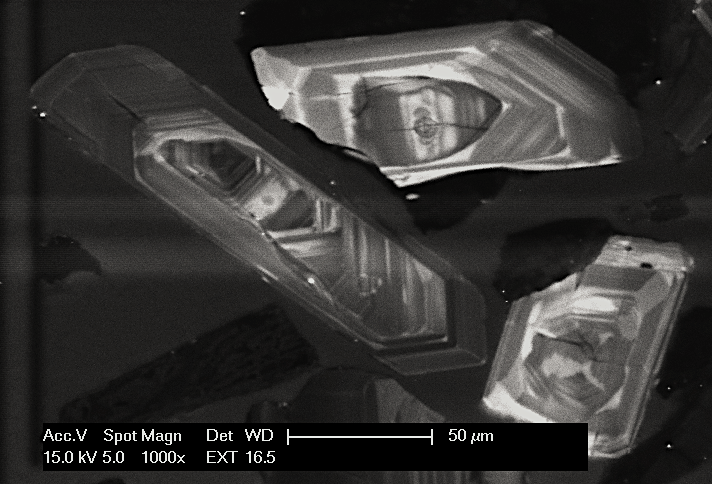 Acc.V Spot Magn Det WD 50 µm
15.0 kV 5.0 1000x EXT 16.5